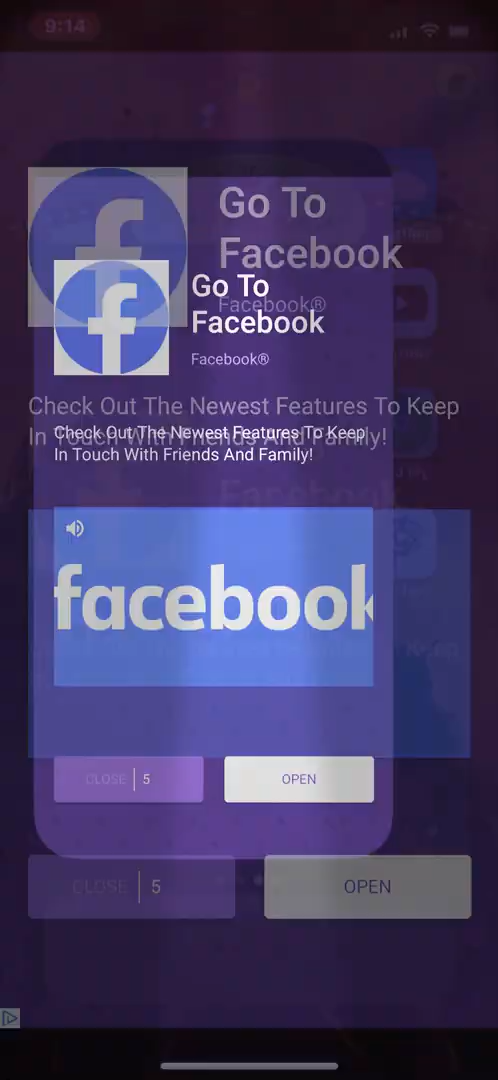 9:14
Go To
Facebook
Facebook®
Check Out The Newest Features To Keep
In Touch With Friends And Family!
CLOSE | 5
OPEN
Go To
Facebook
Facebook®
Check Out The Newest Features To Keep
In Touch With Friends And Family!
facebook
CLOSE | 5
OPEN